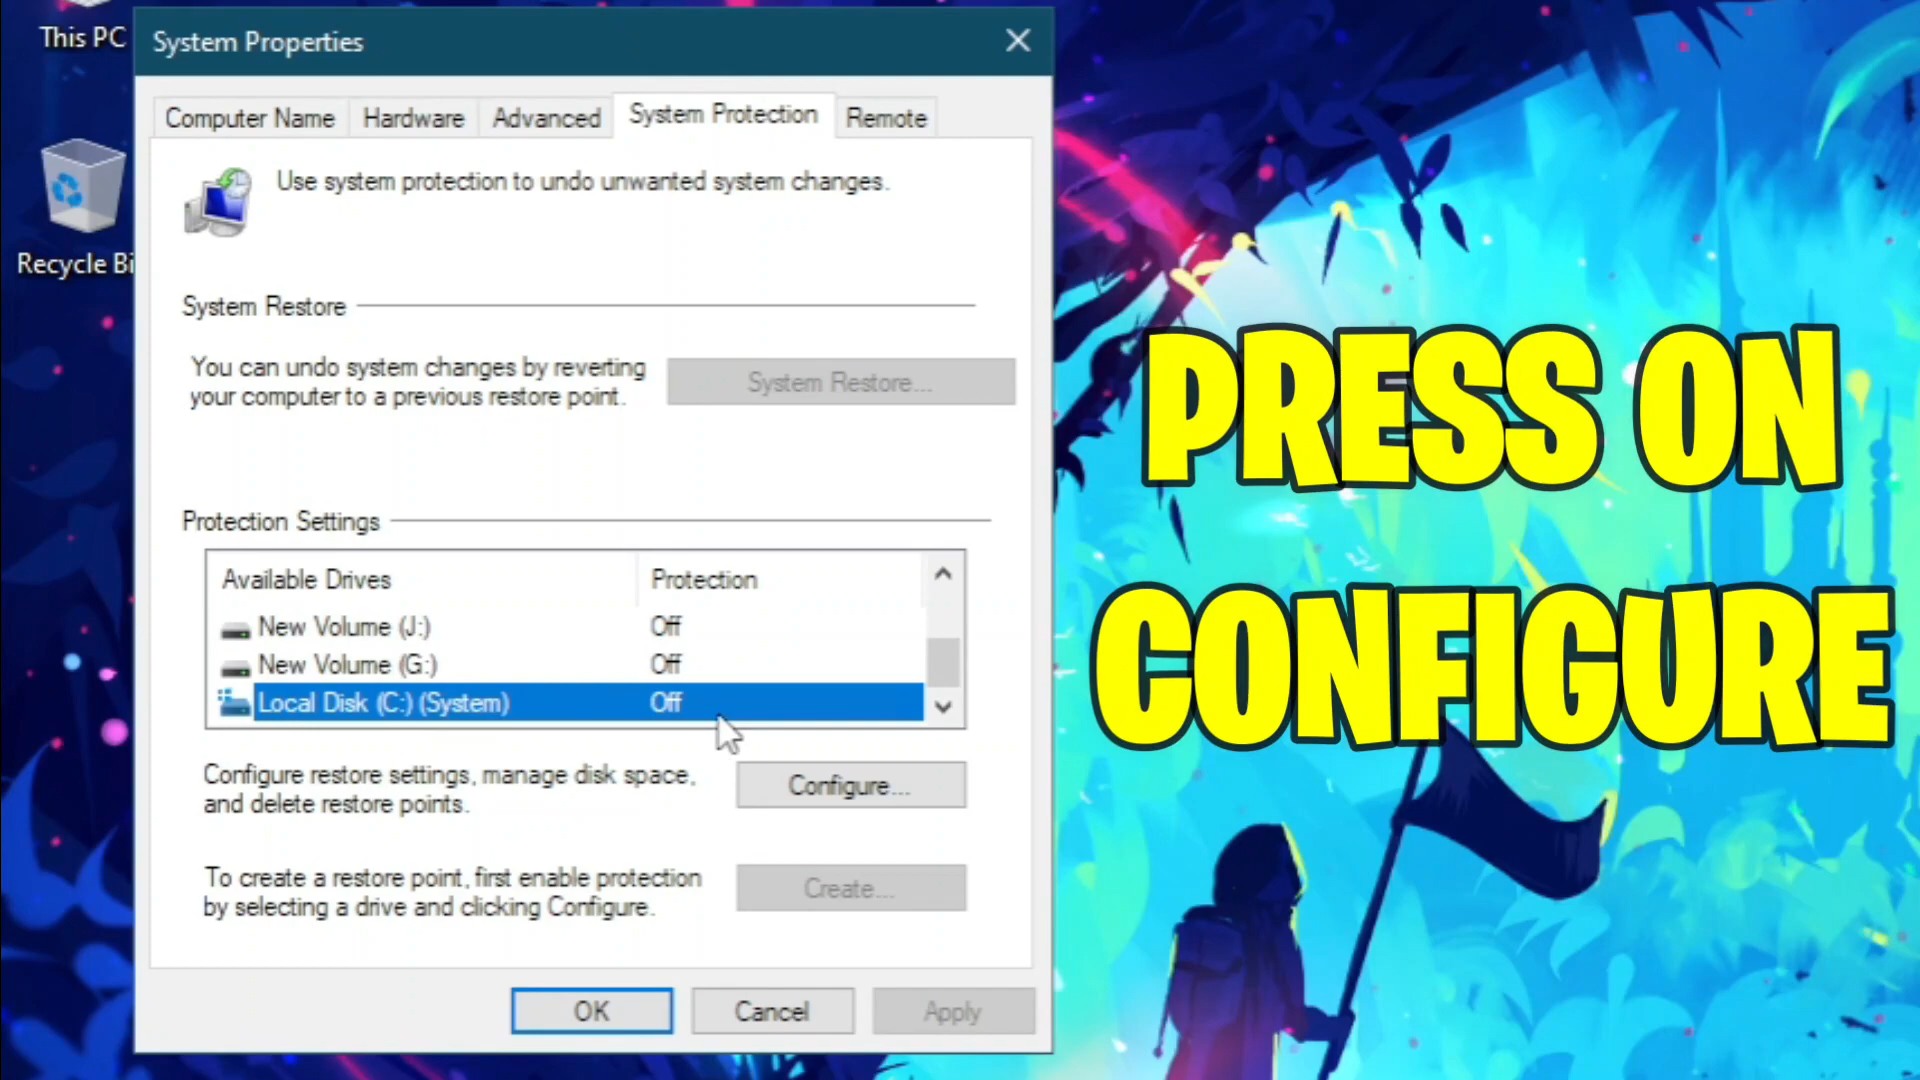 This PC
Recycle Bi
System Properties
Computer Name
Hardware
Advanced
System Protection
Remote
Use system protection to undo unwanted system changes.
System Restore
You can undo system changes by reverting
your computer to a previous restore point.
System Restore...
Protection Settings
Available Drives Protection
New Volume (J:) Off
New Volume (G:) Off
Local Disk (C:) (System) Off
Configure restore settings, manage disk space,
and delete restore points.
Configure...
To create a restore point, first enable protection
by selecting a drive and clicking Configure.
Create...
OK
Cancel
Apply
PRESS ON
CONFIGURE